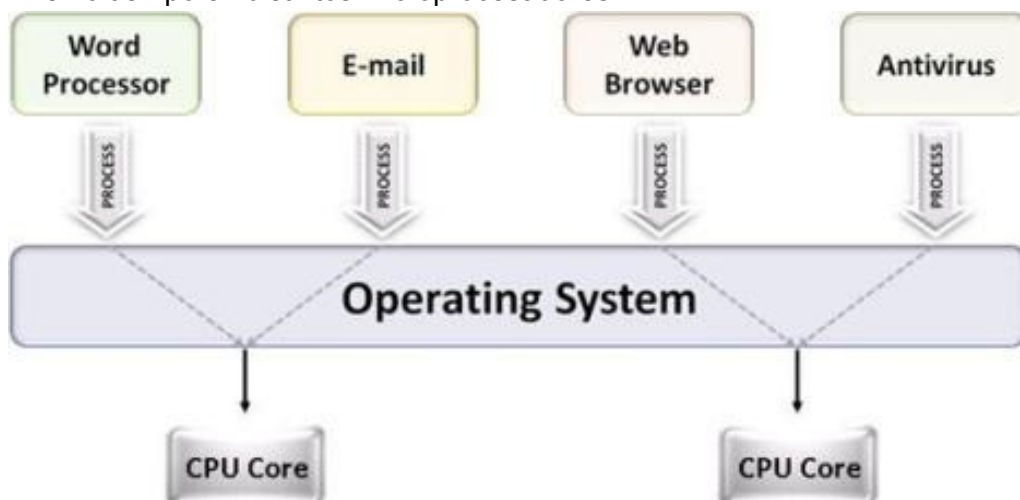 Word
Processor
E-mail
Web
Browser
Antivirus
PROCESS
PROCESS
PROCESS
PROCESS
Operating System
CPU Core
CPU Core